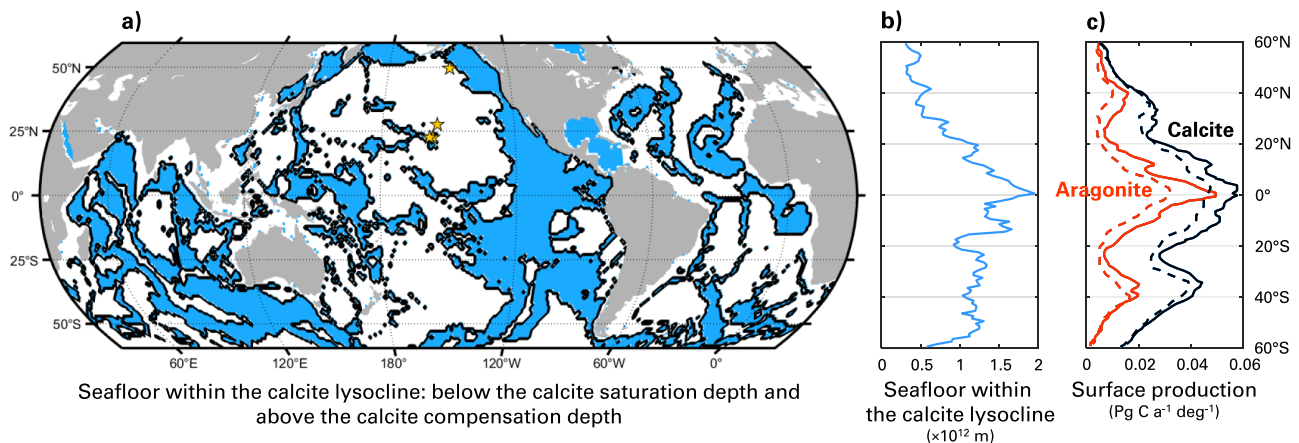 a)
b)
c)
50°N
25°N
0°
25°S
50°S
60°E
120°E
180°W
120°W
60°W
0°
Seafloor within the calcite lysocline: below the calcite saturation depth and
above the calcite compensation depth
0
0.5
1
1.5
2
Seafloor within
the calcite lysocline
(×10¹² m)
Calcite
Aragonite
60°N
40°N
20°N
0°
20°S
40°S
60°S
0
0.02
0.04
0.06
Surface production
(Pg C a⁻¹ deg⁻¹)